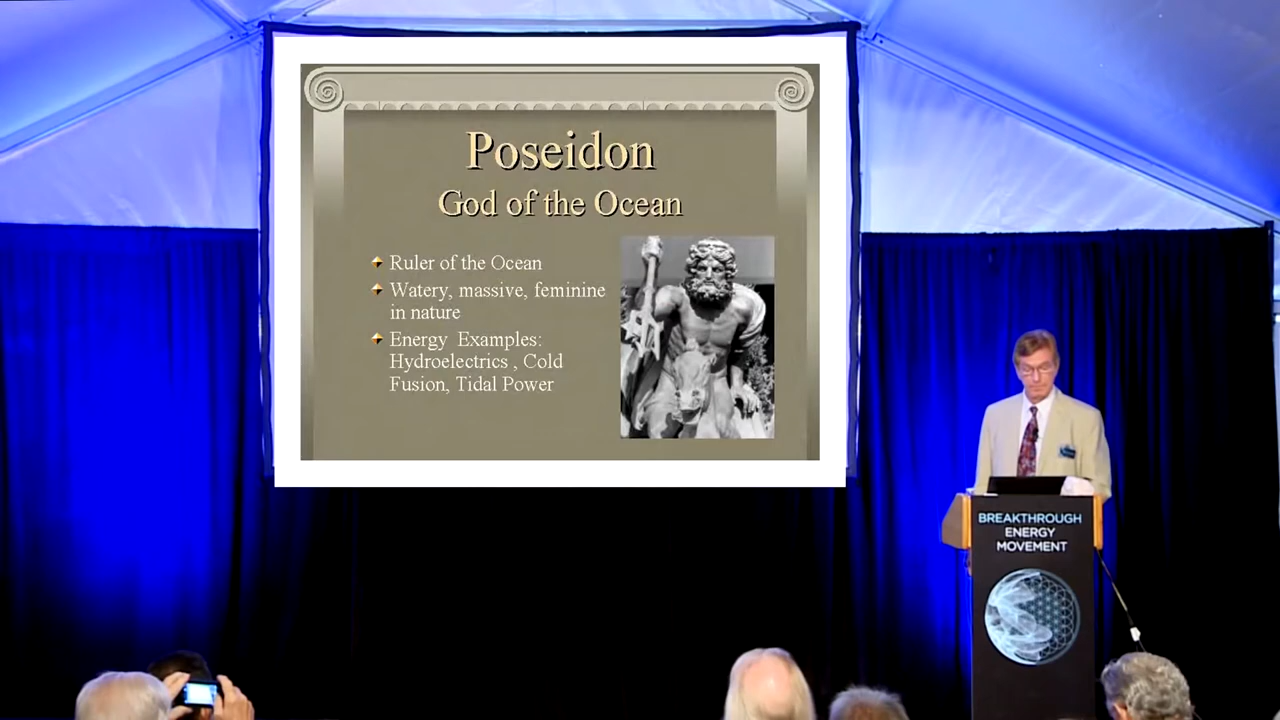 Poseidon
God of the Ocean
Ruler of the Ocean
Watery, massive, feminine
in nature
Energy Examples:
Hydroelectrics , Cold
Fusion, Tidal Power
BREAKTHROUGH
ENERGY
MOVEMENT